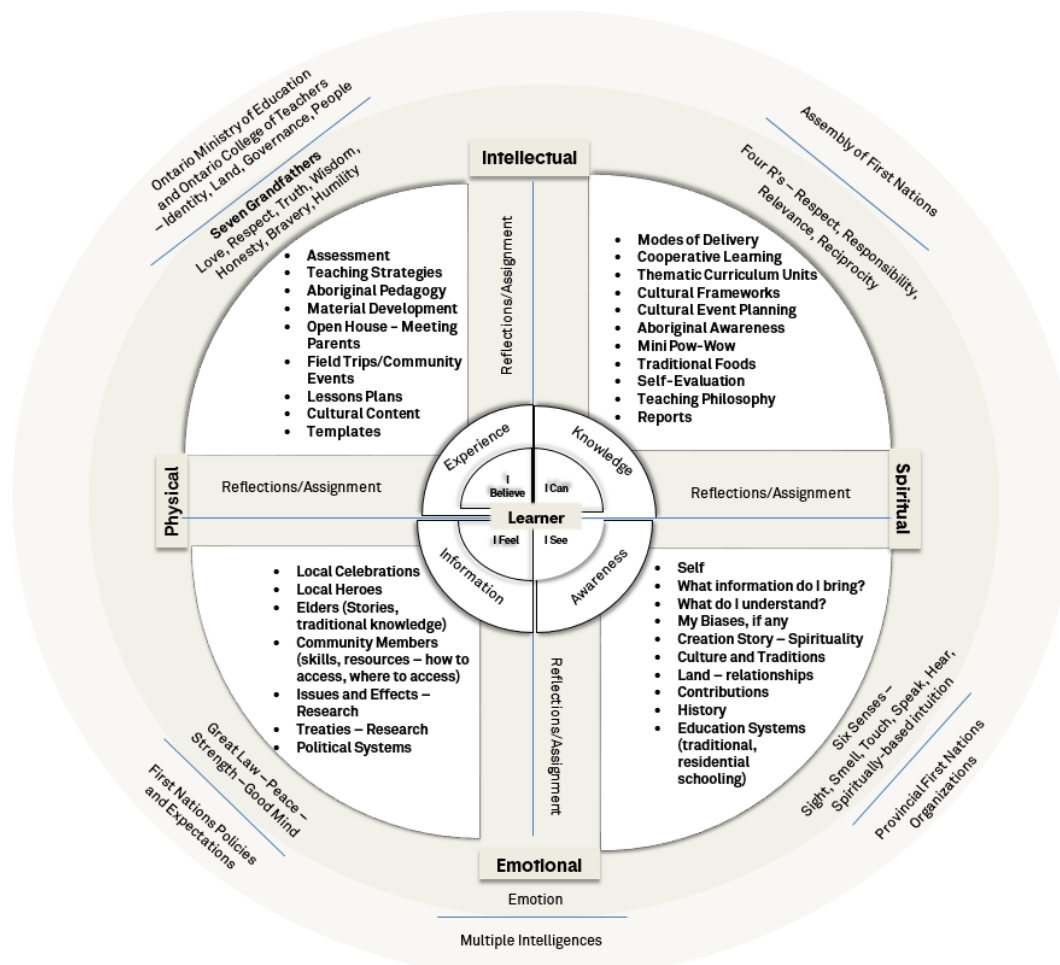 Ontario Ministry of Education
and Ontario College of Teachers
– Identity, Land, Governance, People
Seven Grandfathers
Love, Respect, Truth, Wisdom,
Honesty, Bravery, Humility
Intellectual
Assembly of First Nations
Four R's – Respect, Responsibility,
Relevance, Reciprocity
• Assessment
• Teaching Strategies
• Aboriginal Pedagogy
• Material Development
• Open House – Meeting
Parents
• Field Trips/Community
Events
• Lessons Plans
• Cultural Content
• Templates
Reflections/Assignment
• Modes of Delivery
• Cooperative Learning
• Thematic Curriculum Units
• Cultural Frameworks
• Cultural Event Planning
• Aboriginal Awareness
• Mini Pow-Wow
• Traditional Foods
• Self-Evaluation
• Teaching Philosophy
• Reports
Physical
Reflections/Assignment
Experience
Knowledge
I
Believe
I Can
Learner
I Feel
I See
Information
Awareness
Reflections/Assignment
Spiritual
• Local Celebrations
• Local Heroes
• Elders (Stories,
traditional knowledge)
• Community Members
(skills, resources – how to
access, where to access)
• Issues and Effects –
Research
• Treaties – Research
• Political Systems
Reflections/Assignment
• Self
• What information do I bring?
• What do I understand?
• My Biases, if any
• Creation Story – Spirituality
• Culture and Traditions
• Land – relationships
• Contributions
• History
• Education Systems
(traditional,
residential
schooling)
Great Law – Peace –
Strength – Good Mind
First Nations Policies
and Expectations
Six Senses –
Sight, Smell, Touch, Speak, Hear,
Spiritually-based intuition
Provincial First Nations
Organizations
Emotional
Emotion
Multiple Intelligences